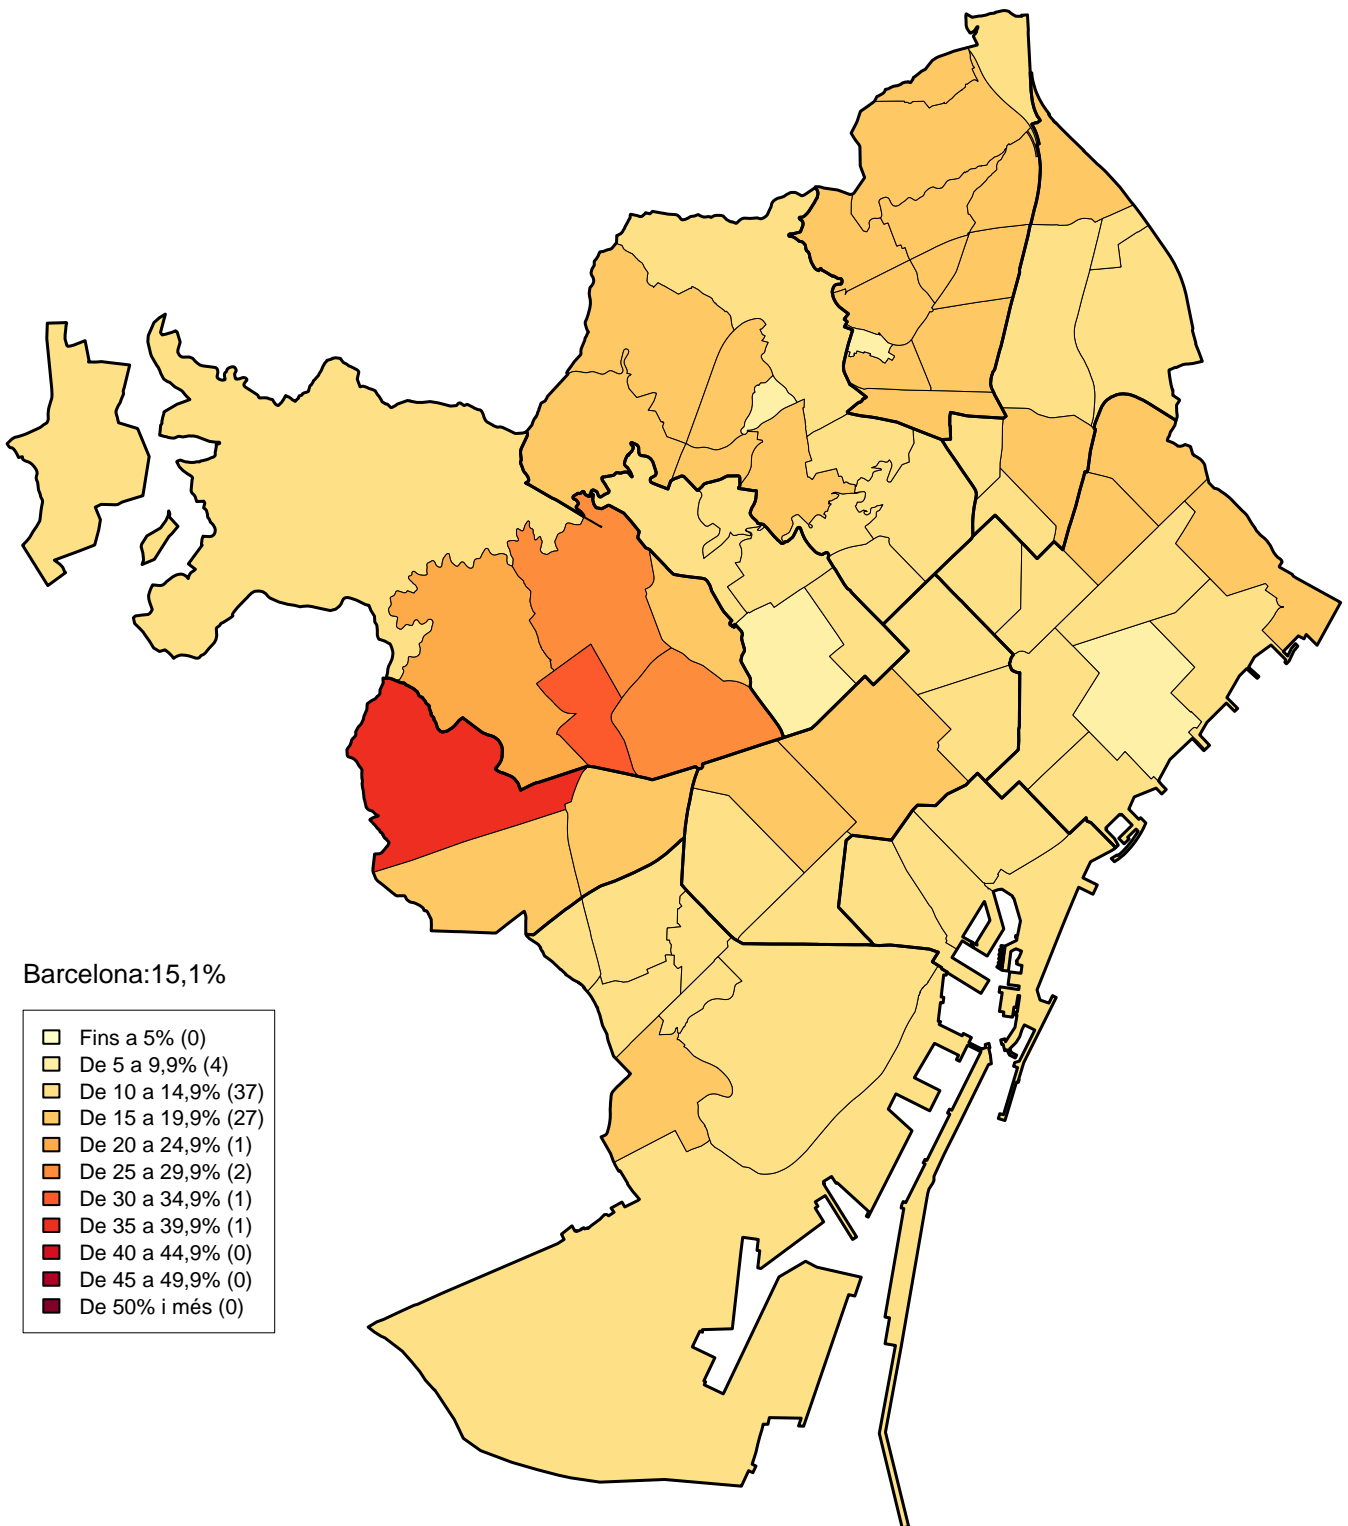 Barcelona:15,1%
Fins a 5% (0)
De 5 a 9,9% (4)
De 10 a 14,9% (37)
De 15 a 19,9% (27)
De 20 a 24,9% (1)
De 25 a 29,9% (2)
De 30 a 34,9% (1)
De 35 a 39,9% (1)
De 40 a 44,9% (0)
De 45 a 49,9% (0)
De 50% i més (0)